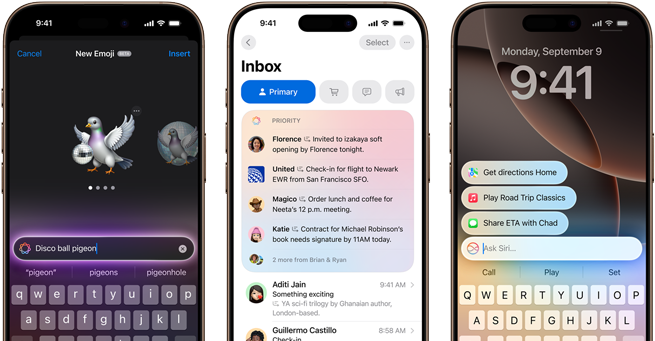 9:41
Cancel
New Emoji BETA
Insert
Disco ball pigeon
"pigeon"
pigeons
pigeonhole
q w e r t y u i o p
a s d f g h j k l
9:41
Select
Inbox
Primary
PRIORITY
Florence Invited to izakaya soft
opening by Florence tonight.
United Check-in for flight to Newark
EWR from San Francisco SFO.
Magico Order lunch and coffee for
Neeta's 12 p.m. meeting.
Katie Contract for Michael Robinson's
book needs signature by 11AM today.
2 more from Brian & Ryan
Aditi Jain
9:41 AM
Something exciting
YA sci-fi trilogy by Ghanaian author,
London-based.
Guillermo Castillo
8:58 AM
Check-in
Monday, September 9
9:41
Get directions Home
Play Road Trip Classics
Share ETA with Chad
Ask Siri...
Call
Play
Set
Q W E R T Y U I O P
A S D F G H J K L